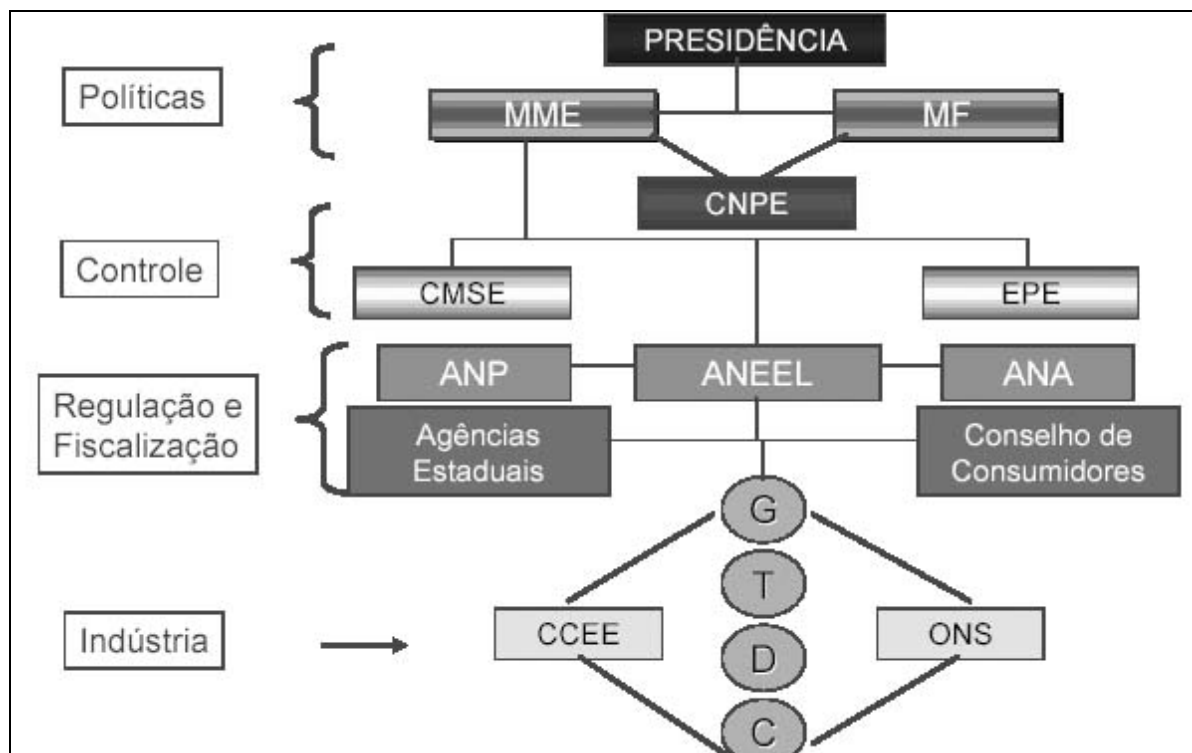 PRESIDÊNCIA
Políticas
MME
MF
CNPE
Controle
CMSE
EPE
ANP
ANEEL
ANA
Regulação e
Fiscalização
Agências
Estaduais
Conselho de
Consumidores
G
T
Indústria
CCEE
ONS
D
C